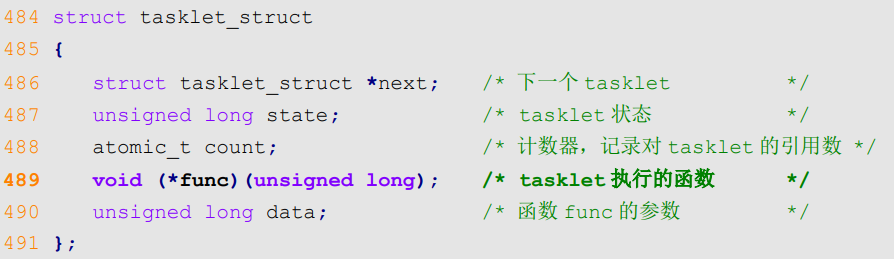 484 struct tasklet_struct
485 {
486 struct tasklet_struct *next; /* 下一个 tasklet */
487 unsigned long state; /* tasklet 状态 */
488 atomic_t count; /* 计数器，记录对 tasklet 的引用数 */
489 void (*func)(unsigned long); /* tasklet 执行的函数 */
490 unsigned long data; /* 函数 func 的参数 */
491 };